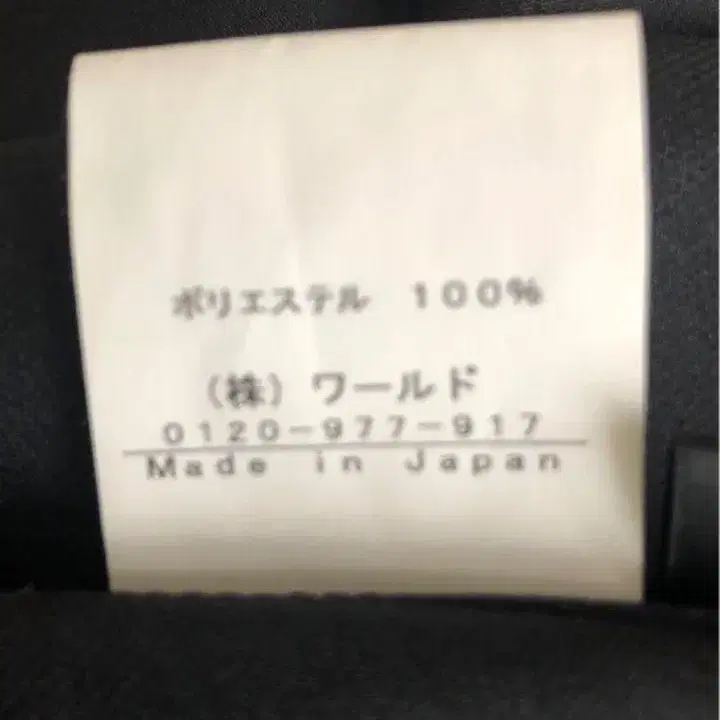 ポリエステル 100%
(株) ワールド
0120-977-917
Made in Japan